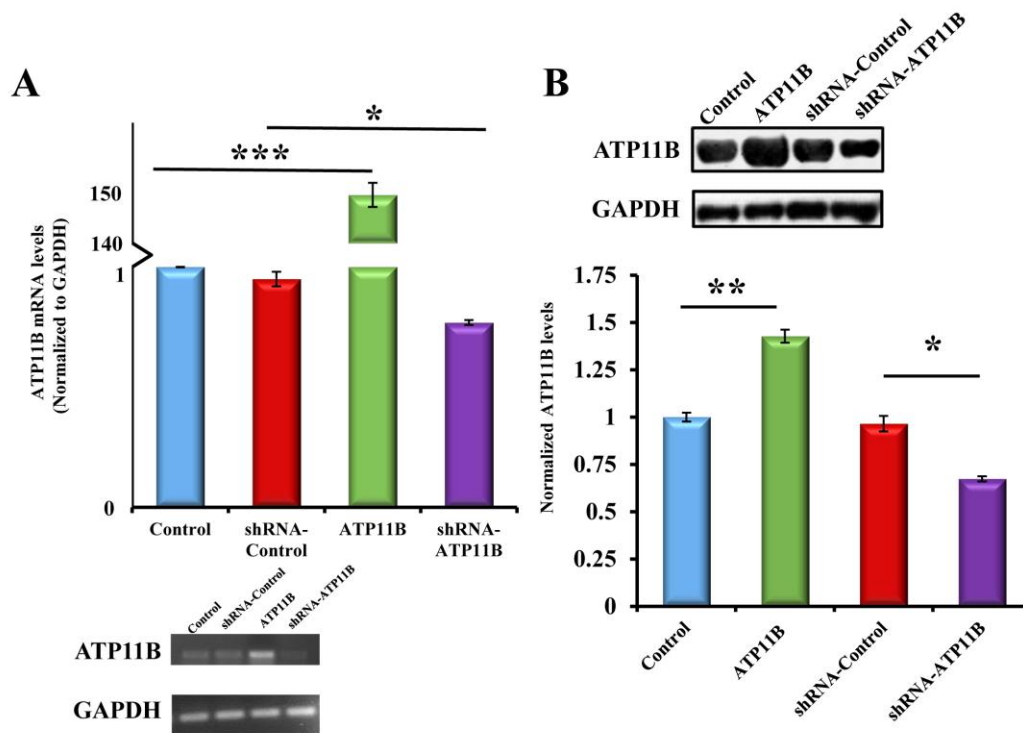 A
*
***
150
140
1
0
ATP11B mRNA levels
(Normalized to GAPDH)
Control
shRNA-
Control
ATP11B
shRNA-
ATP11B
Control
shRNA-Control
ATP11B
shRNA-ATP11B
ATP11B
GAPDH
B
Control
ATP11B
shRNA-Control
shRNA-ATP11B
ATP11B
GAPDH
1.75
1.5
1.25
1
0.75
0.5
0.25
0
Normalized ATP11B levels
**
*
Control
ATP11B
shRNA-Control
shRNA-ATP11B